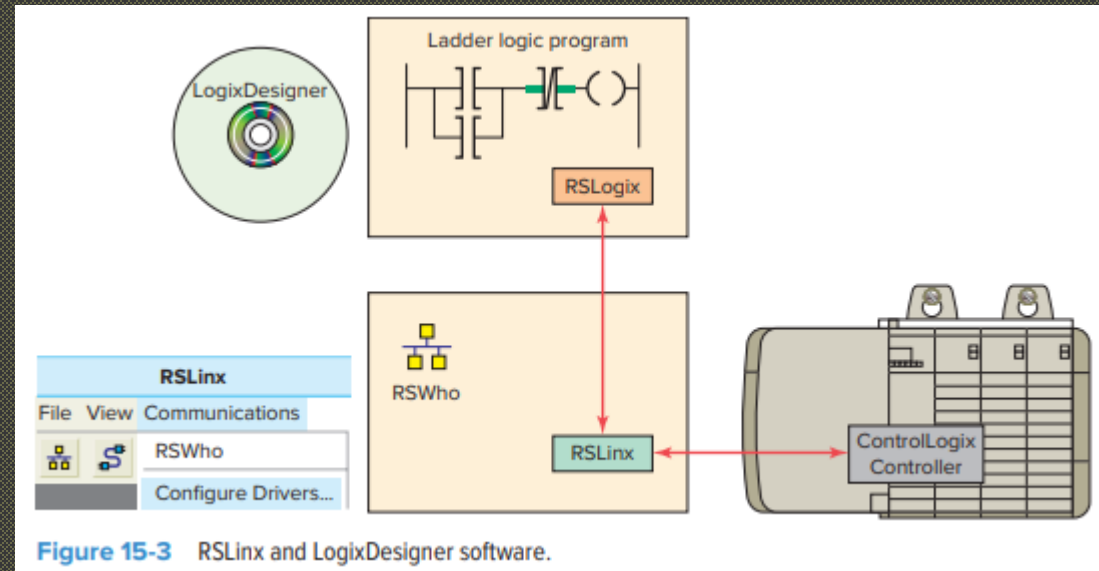 LogixDesigner
Ladder logic program
RSLogix
RSWho
RSLinx
RSLinx
File View Communications
RSWho
Configure Drivers...
ControlLogix
Controller
Figure 15-3 RSLinx and LogixDesigner software.